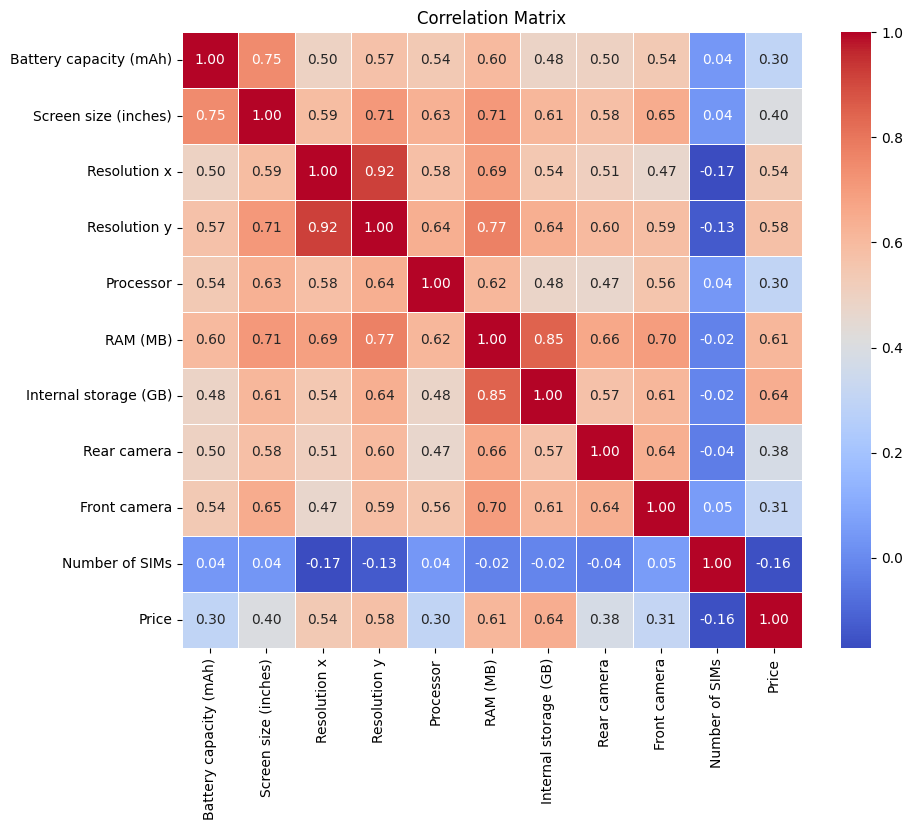 Correlation Matrix
Battery capacity (mAh) 1.00 0.75 0.50 0.57 0.54 0.60 0.48 0.50 0.54 0.04 0.30
Screen size (inches) 0.75 1.00 0.59 0.71 0.63 0.71 0.61 0.58 0.65 0.04 0.40
Resolution x 0.50 0.59 1.00 0.92 0.58 0.69 0.54 0.51 0.47 -0.17 0.54
Resolution y 0.57 0.71 0.92 1.00 0.64 0.77 0.64 0.60 0.59 -0.13 0.58
Processor 0.54 0.63 0.58 0.64 1.00 0.62 0.48 0.47 0.56 0.04 0.30
RAM (MB) 0.60 0.71 0.69 0.77 0.62 1.00 0.85 0.66 0.70 -0.02 0.61
Internal storage (GB) 0.48 0.61 0.54 0.64 0.48 0.85 1.00 0.57 0.61 -0.02 0.64
Rear camera 0.50 0.58 0.51 0.60 0.47 0.66 0.57 1.00 0.64 -0.04 0.38
Front camera 0.54 0.65 0.47 0.59 0.56 0.70 0.61 0.64 1.00 0.05 0.31
Number of SIMs 0.04 0.04 -0.17 -0.13 0.04 -0.02 -0.02 -0.04 0.05 1.00 -0.16
Price 0.30 0.40 0.54 0.58 0.30 0.61 0.64 0.38 0.31 -0.16 1.00
Battery capacity (mAh)
Screen size (inches)
Resolution x
Resolution y
Processor
RAM (MB)
Internal storage (GB)
Rear camera
Front camera
Number of SIMs
Price
1.0
0.8
0.6
0.4
0.2
0.0